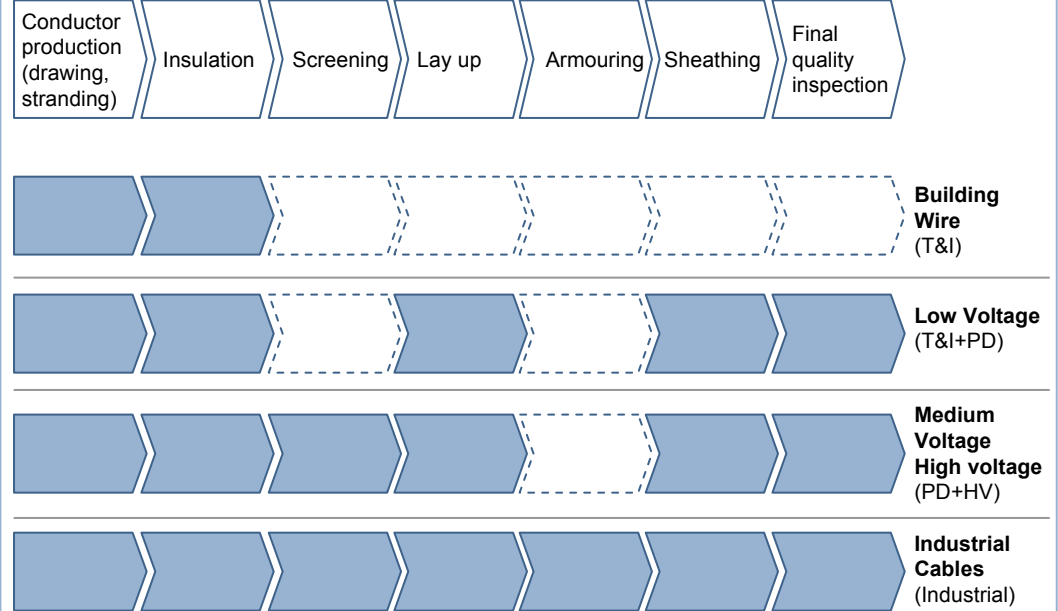 Conductor
production
(drawing,
stranding)
Insulation
Screening
Lay up
Armouring
Sheathing
Final
quality
inspection
Building
Wire
(T&I)
Low Voltage
(T&I+PD)
Medium
Voltage
High voltage
(PD+HV)
Industrial
Cables
(Industrial)